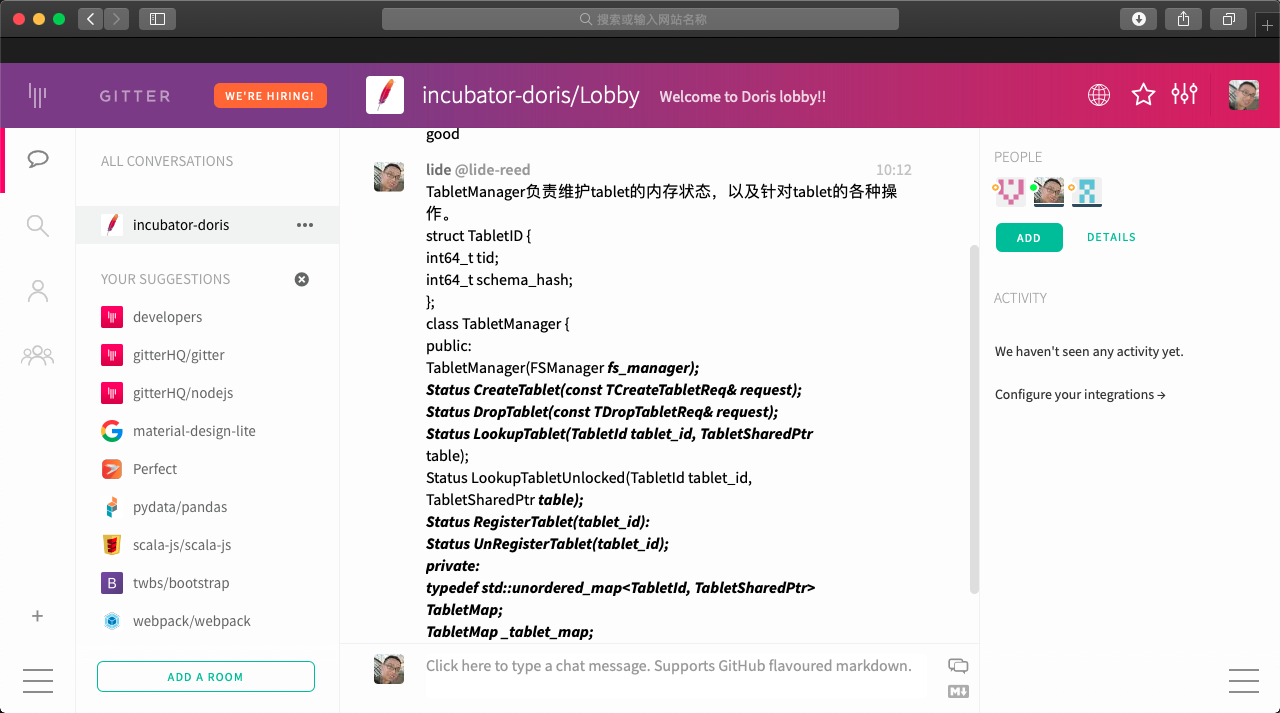 搜索或输入网站名称
GITTER
WE'RE HIRING!
incubator-doris/Lobby
Welcome to Doris lobby!!
ALL CONVERSATIONS
incubator-doris
YOUR SUGGESTIONS
developers
gitterHQ/gitter
gitterHQ/nodejs
material-design-lite
Perfect
pydata/pandas
scala-js/scala-js
B
twbs/bootstrap
webpack/webpack
ADD A ROOM
good
lide @lide-reed
10:12
TabletManager负责维护tablet的内存状态，以及针对tablet的各种操
作。
struct TabletID {
int64_t tid;
int64_t schema_hash;
};
class TabletManager {
public:
TabletManager(FSManager fs_manager);
Status CreateTablet(const TCreateTabletReq& request);
Status DropTablet(const TDropTabletReq& request);
Status LookupTablet(TabletId tablet_id, TabletSharedPtr
table);
Status LookupTabletUnlocked(TabletId tablet_id,
TabletSharedPtr table);
Status RegisterTablet(tablet_id):
Status UnRegisterTablet(tablet_id);
private:
typedef std::unordered_map<TabletId, TabletSharedPtr>
TabletMap;
TabletMap _tablet_map;
Click here to type a chat message. Supports GitHub flavoured markdown.
M
PEOPLE
ADD
DETAILS
ACTIVITY
We haven't seen any activity yet.
Configure your integrations →